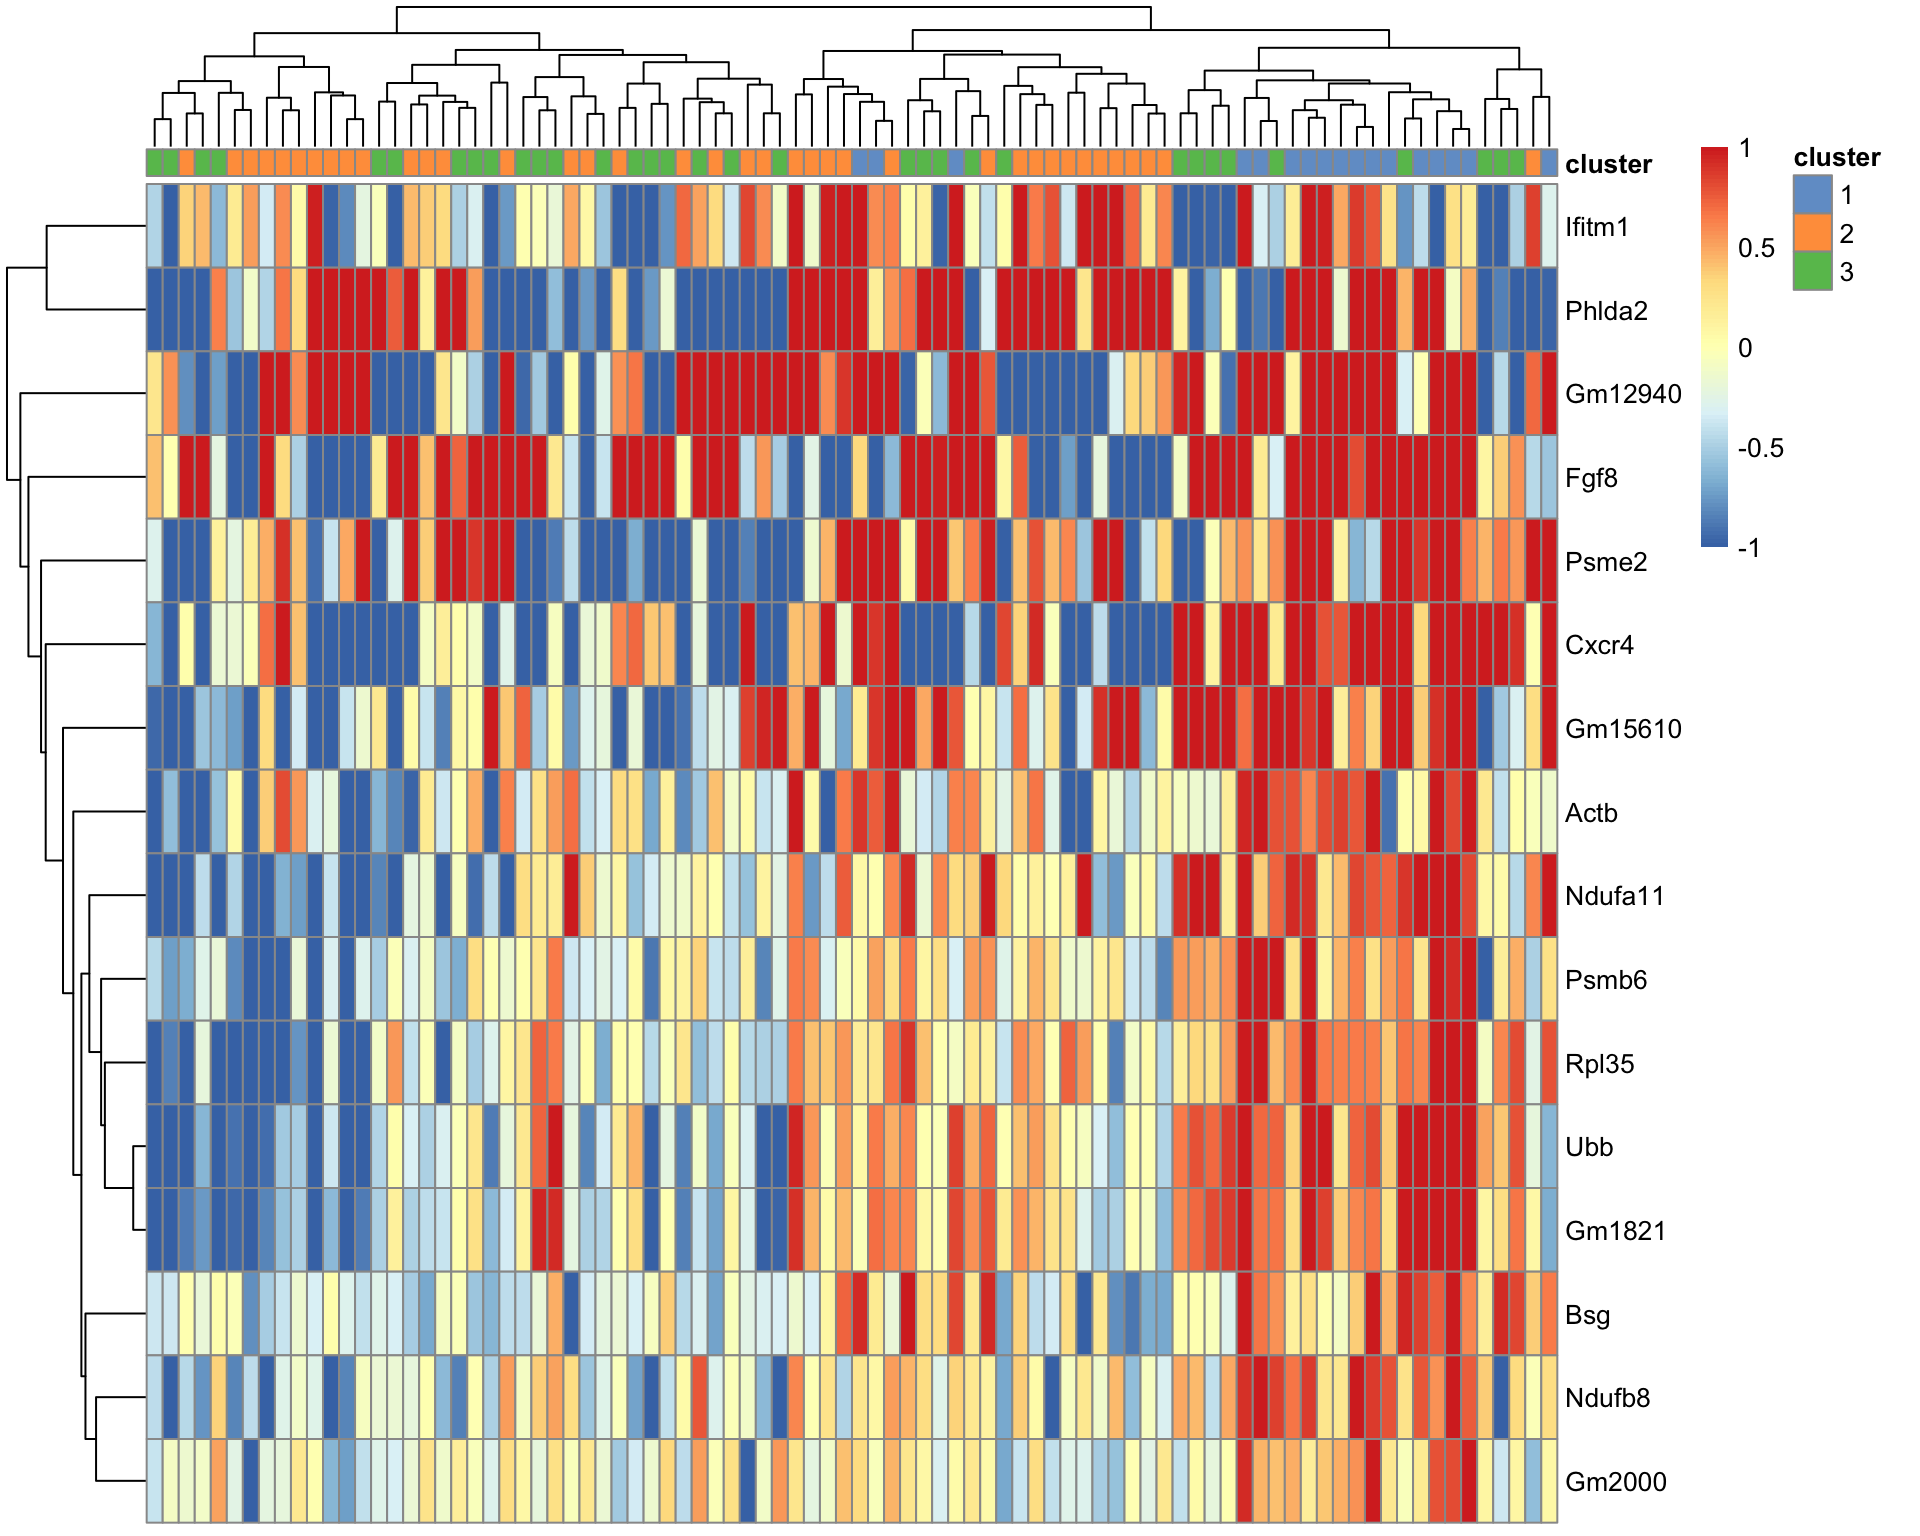 cluster
Ifitm1
Phlda2
Gm12940
Fgf8
Psme2
Cxcr4
Gm15610
Actb
Ndufa11
Psmb6
Rpl35
Ubb
Gm1821
Bsg
Ndufb8
Gm2000
1
0.5
0
-0.5
-1
cluster
1
2
3